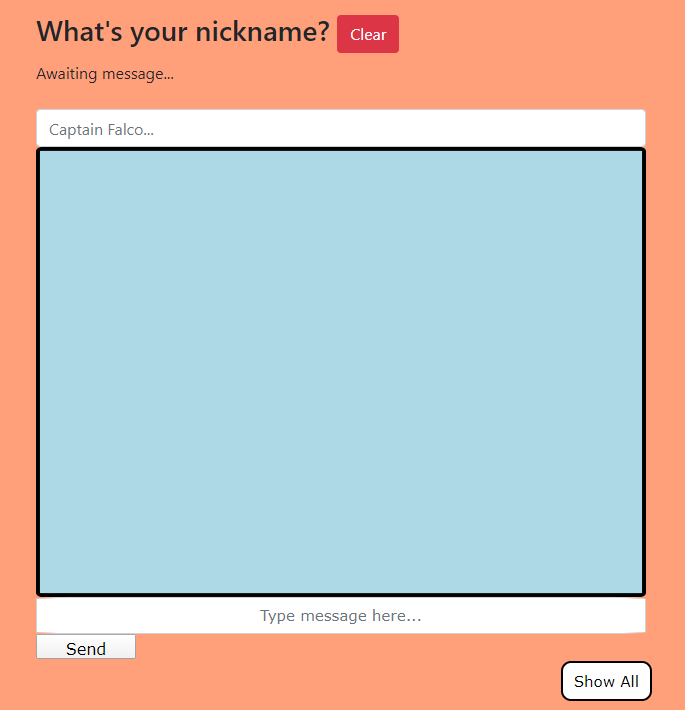 What's your nickname? Clear
Awaiting message...
Captain Falco...
Type message here...
Send
Show All